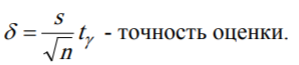 δ = s/√n t_γ - точность оценки.